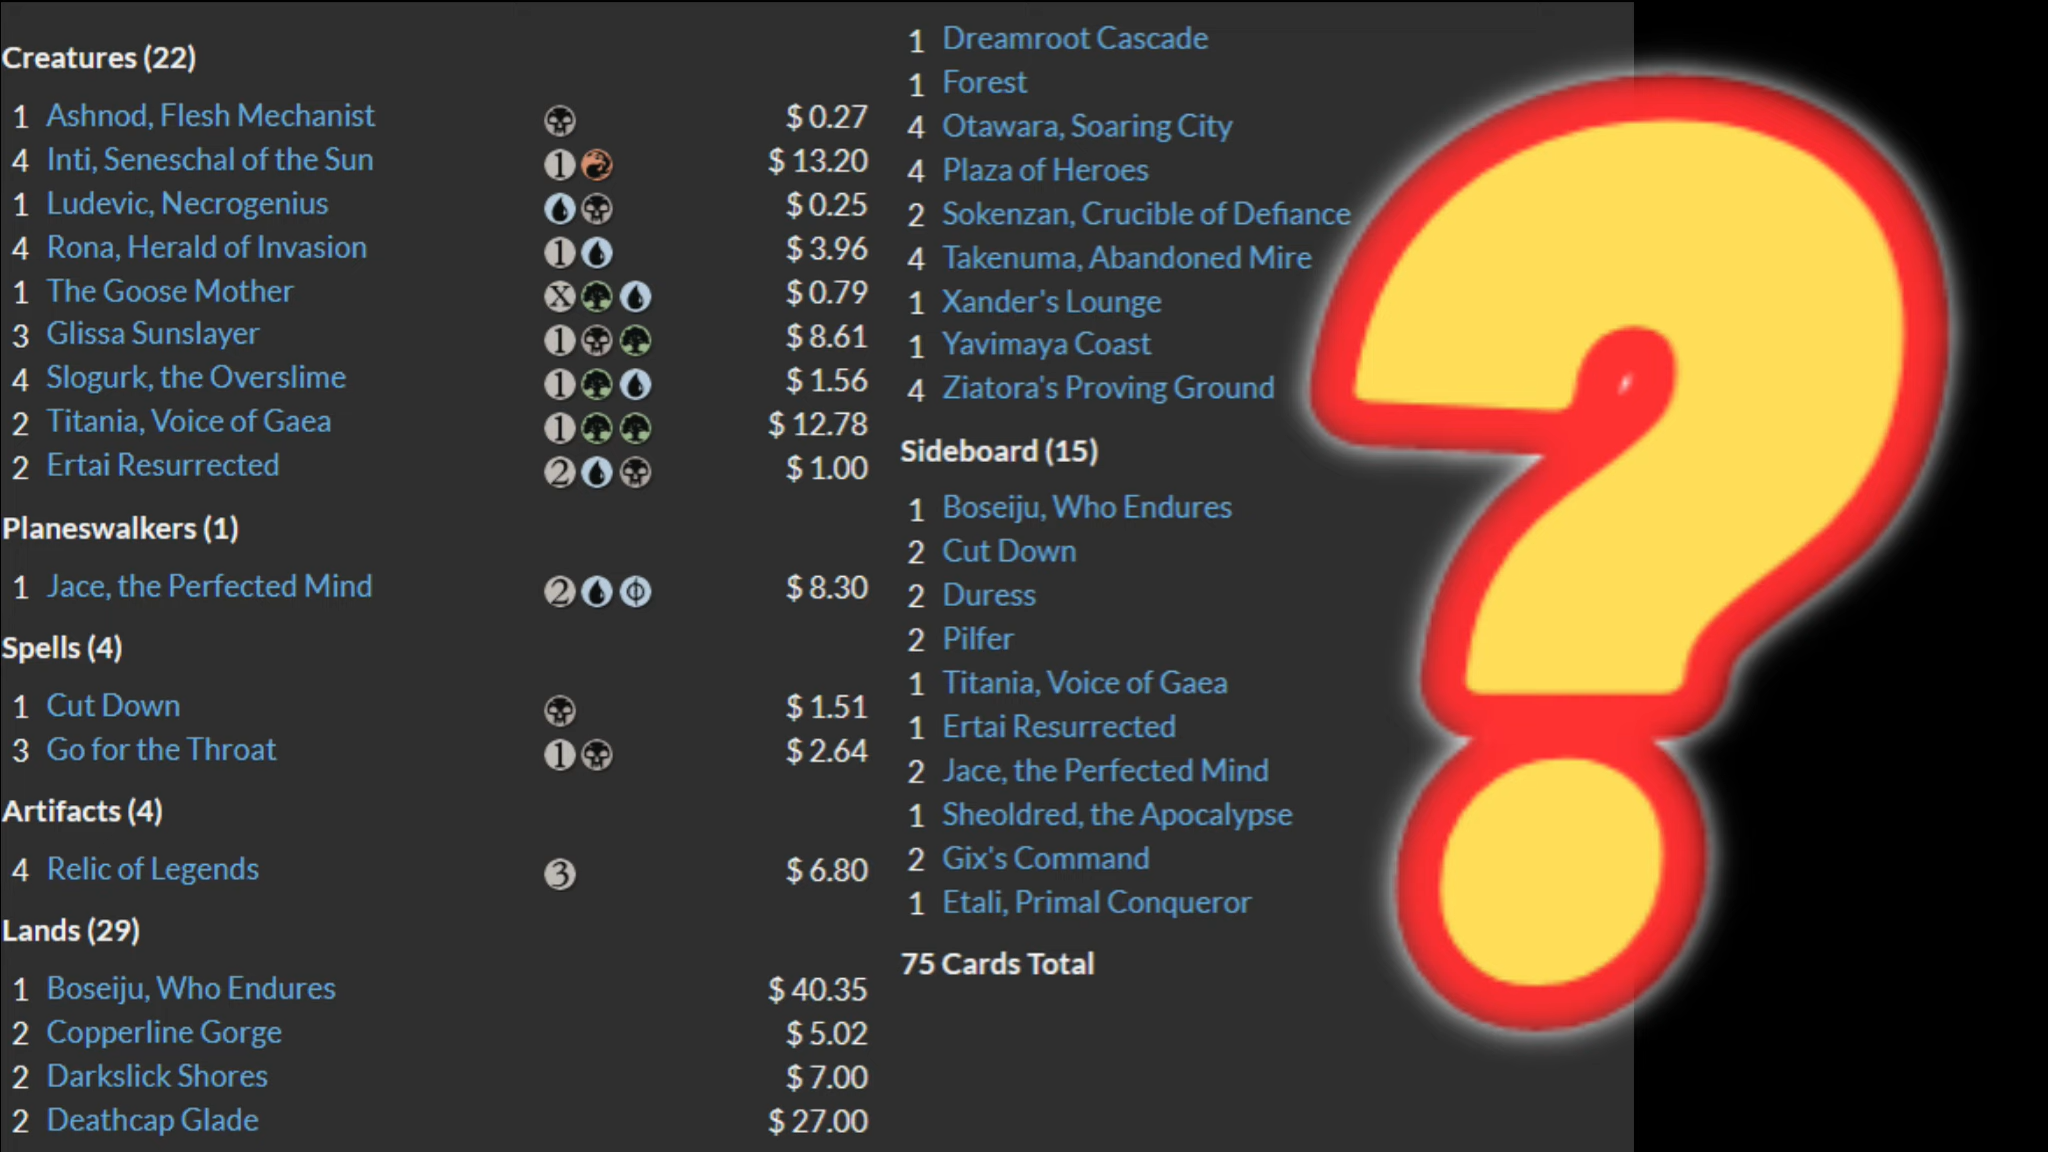 Creatures (22)
1 Ashnod, Flesh Mechanist $ 0.27
4 Inti, Seneschal of the Sun 1 $ 13.20
1 Ludevic, Necrogenius $ 0.25
4 Rona, Herald of Invasion 1 $ 3.96
1 The Goose Mother X $ 0.79
3 Glissa Sunslayer 1 $ 8.61
4 Slogurk, the Overslime 1 $ 1.56
2 Titania, Voice of Gaea 1 $ 12.78
2 Ertai Resurrected 2 $ 1.00
Planeswalkers (1)
1 Jace, the Perfected Mind 2 $ 8.30
Spells (4)
1 Cut Down $ 1.51
3 Go for the Throat 1 $ 2.64
Artifacts (4)
4 Relic of Legends 3 $ 6.80
Lands (29)
1 Boseiju, Who Endures $ 40.35
2 Copperline Gorge $ 5.02
2 Darkslick Shores $ 7.00
2 Deathcap Glade $ 27.00
1 Dreamroot Cascade
1 Forest
4 Otawara, Soaring City
4 Plaza of Heroes
2 Sokenzan, Crucible of Defiance
4 Takenuma, Abandoned Mire
1 Xander's Lounge
1 Yavimaya Coast
4 Ziatora's Proving Ground
Sideboard (15)
1 Boseiju, Who Endures
2 Cut Down
2 Duress
2 Pilfer
1 Titania, Voice of Gaea
1 Ertai Resurrected
2 Jace, the Perfected Mind
1 Sheoldred, the Apocalypse
2 Gix's Command
1 Etali, Primal Conqueror
75 Cards Total
?